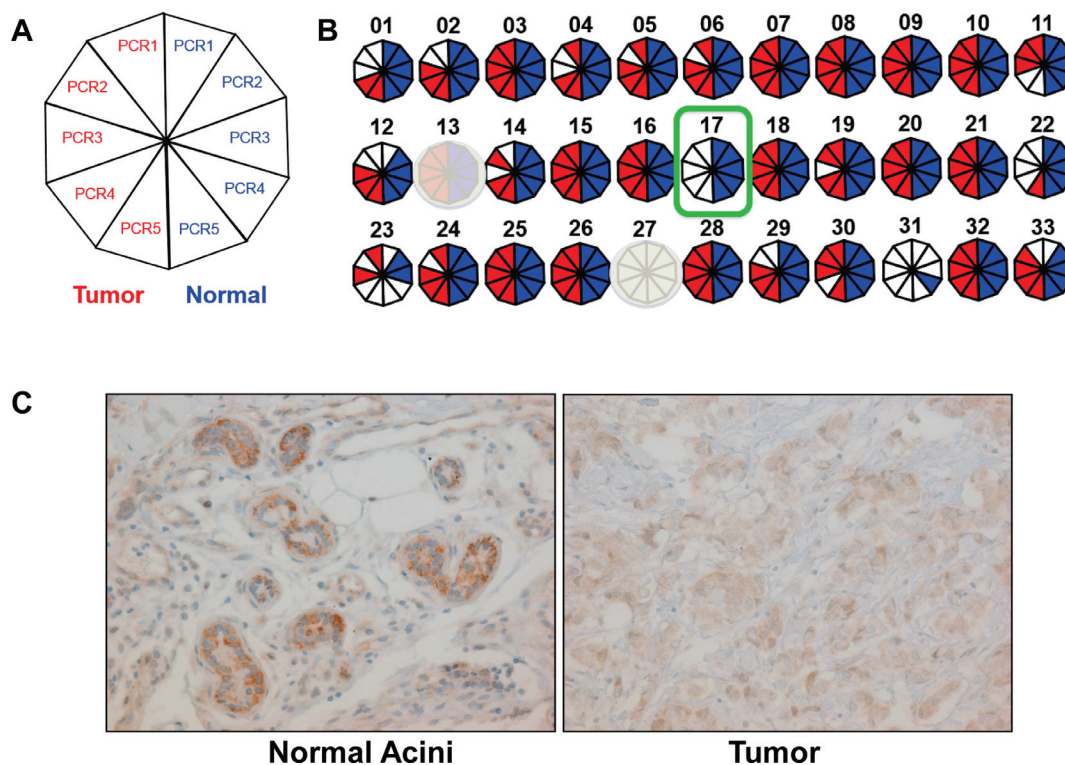 A
PCR1 PCR1
PCR2 PCR2
PCR3 PCR3
PCR4 PCR4
PCR5 PCR5
Tumor Normal
B
01 02 03 04 05 06 07 08 09 10 11
12 13 14 15 16 17 18 19 20 21 22
23 24 25 26 27 28 29 30 31 32 33
C
Normal Acini Tumor